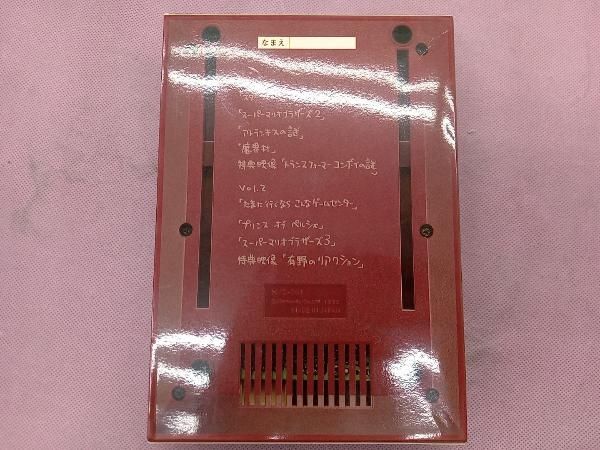 なまえ
「スーパーマリオブラザーズ2」
「アトランチスの謎」
「魔界村」
特典映像「トランスフォーマー コンボイの謎」
Vol.2
「たまに行くなら こんなゲームセンター」
「プリンス オブ ペルシャ」
「スーパーマリオブラザーズ3」
特典映像「有野のリアクション」